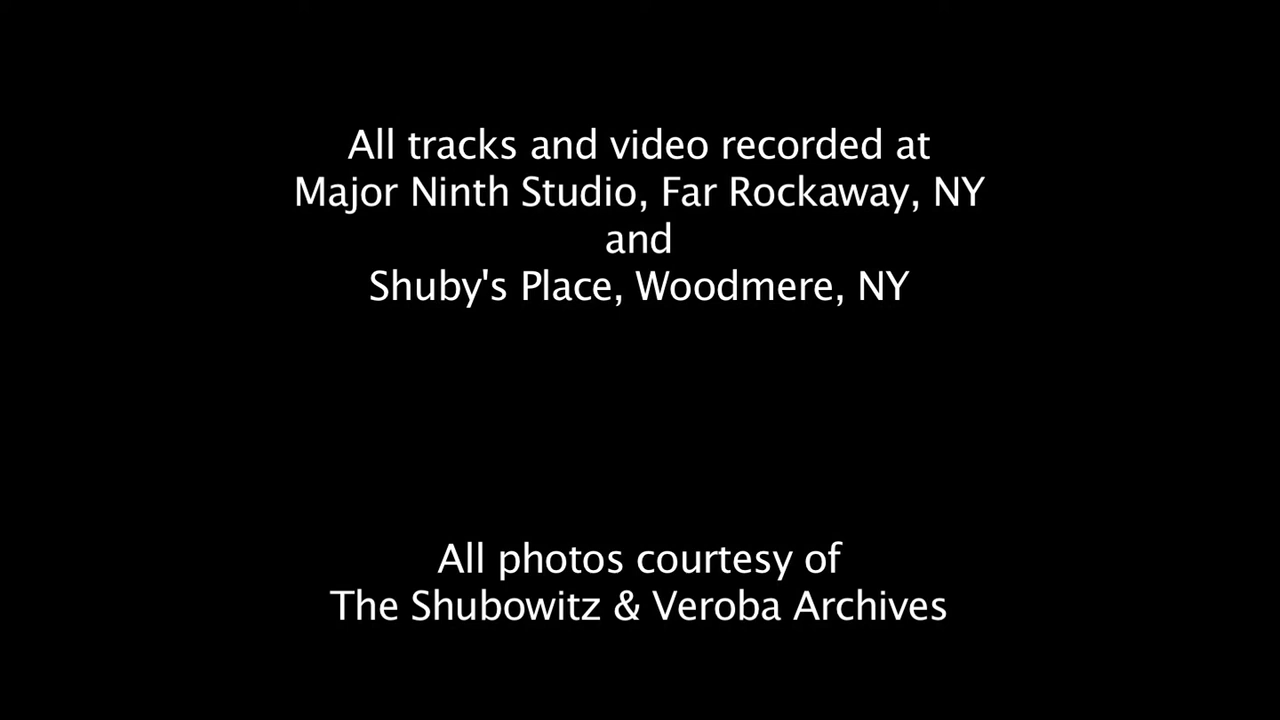 All tracks and video recorded at
Major Ninth Studio, Far Rockaway, NY
and
Shuby's Place, Woodmere, NY
All photos courtesy of
The Shubowitz & Veroba Archives